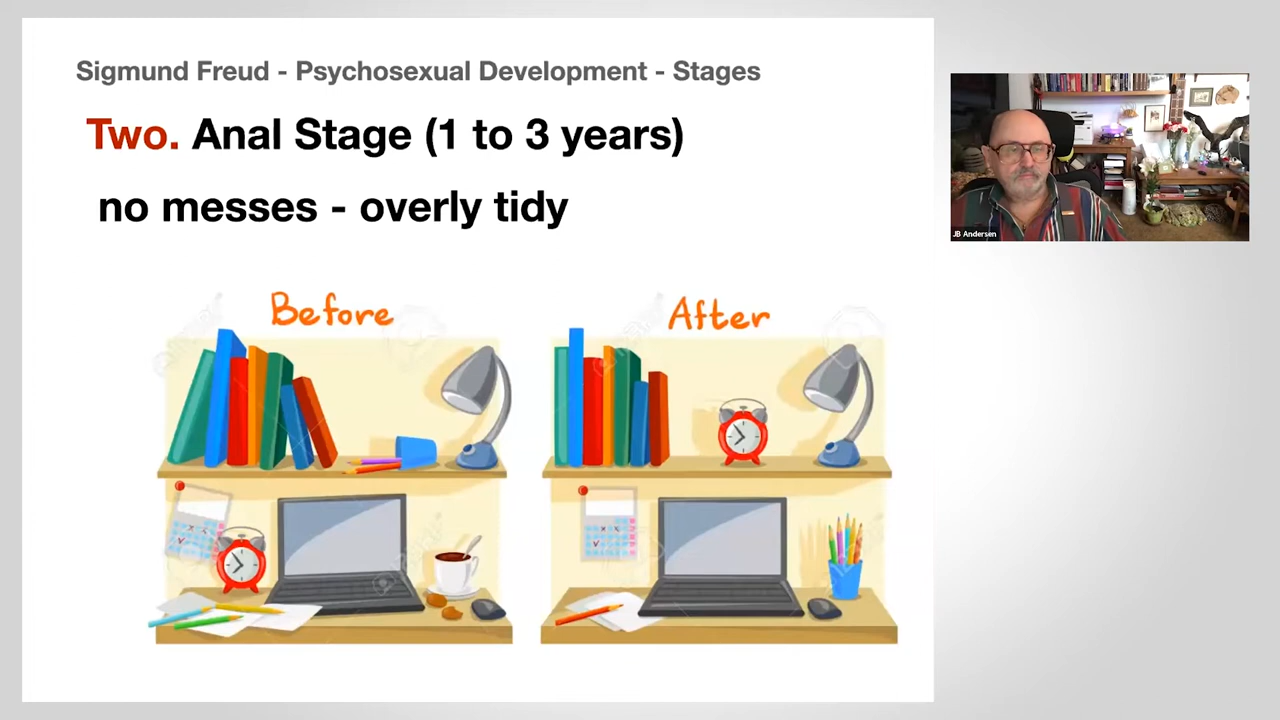 Sigmund Freud - Psychosexual Development - Stages
Two. Anal Stage (1 to 3 years)
no messes - overly tidy
Before
After
JB Andersen